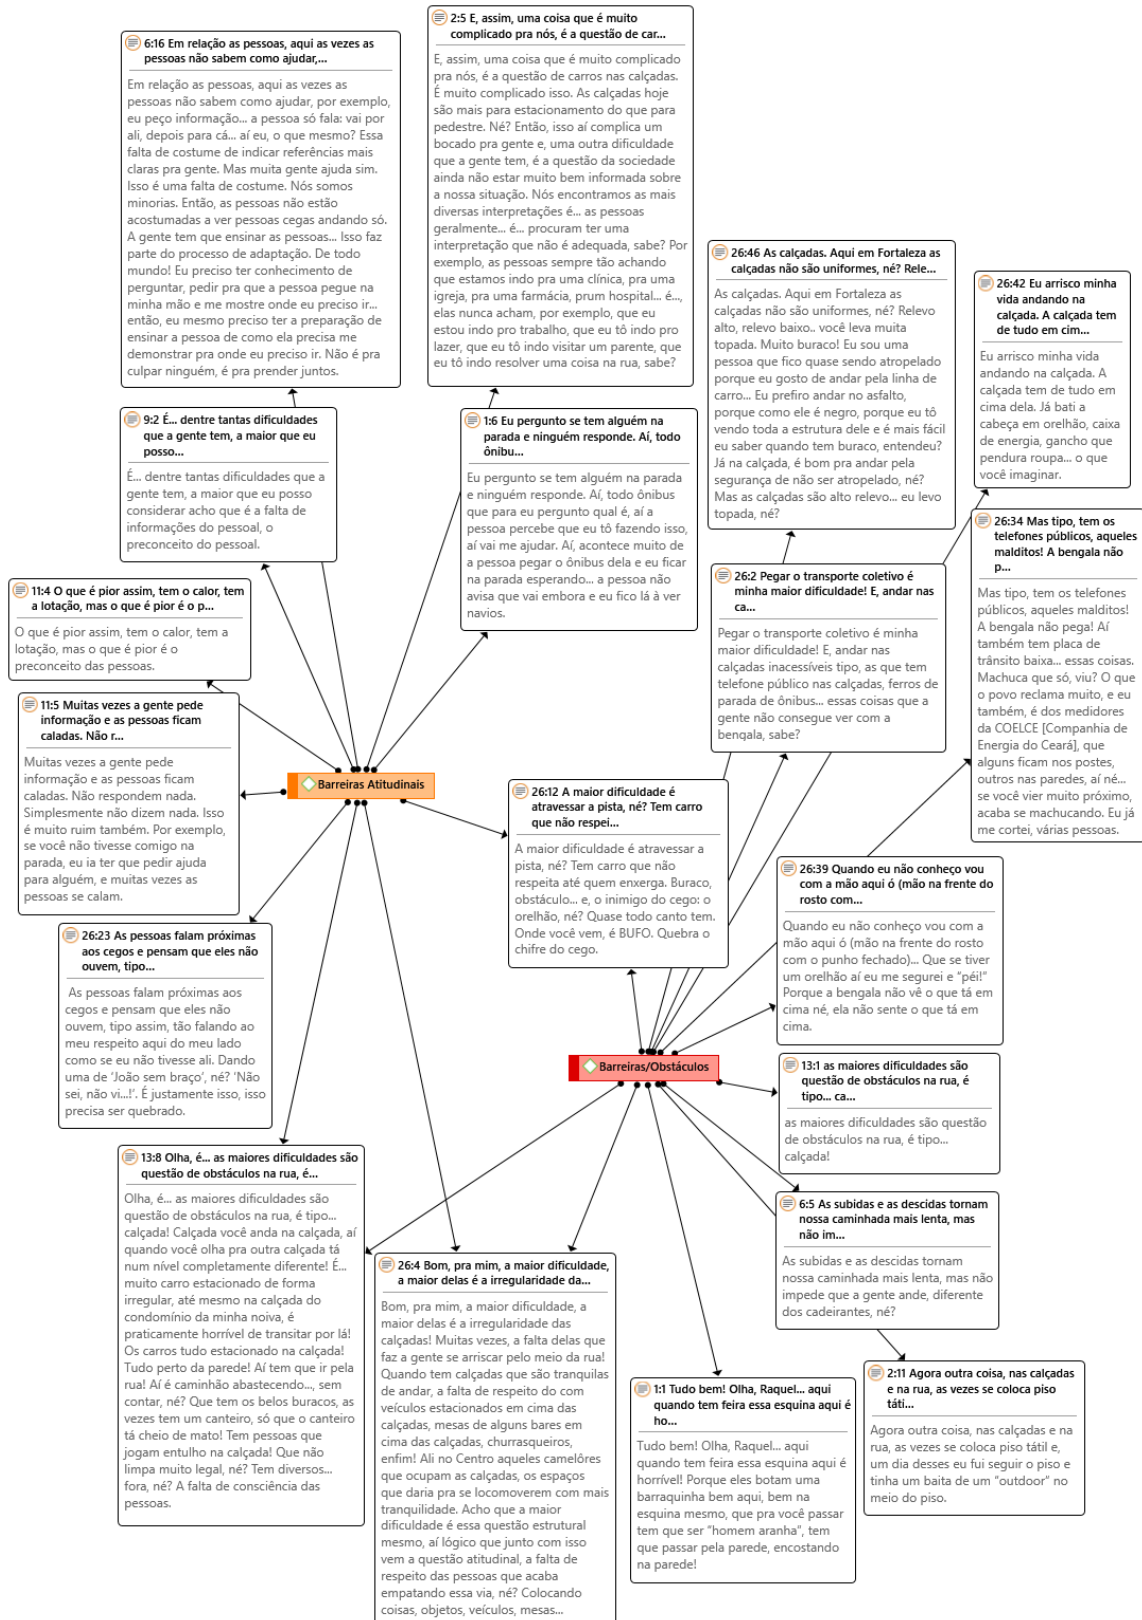 2:5 E, assim, uma coisa que é muito
complicado pra nós, é a questão de car...
E, assim, uma coisa que é muito complicado
pra nós, é a questão de carros nas calçadas.
É muito complicado isso. As calçadas hoje
são mais para estacionamento do que para
pedestre. Né? Então, isso aí complica um
bocado pra gente e, uma outra dificuldade
que a gente tem, é a questão da sociedade
ainda não estar muito bem informada sobre
a nossa situação. Nós encontramos as mais
diversas interpretações é... as pessoas
geralmente... é... procuram ter uma
interpretação que não é adequada, sabe? Por
exemplo, as pessoas sempre tão achando
que estamos indo pra uma clínica, pra uma
igreja, pra uma farmácia, prum hospital... é...,
elas nunca acham, por exemplo, que eu
estou indo pro trabalho, que eu tô indo pro
lazer, que eu tô indo visitar um parente, que
eu tô indo resolver uma coisa na rua, sabe?
6:16 Em relação as pessoas, aqui as vezes as
pessoas não sabem como ajudar,...
Em relação as pessoas, aqui as vezes as
pessoas não sabem como ajudar, por exemplo,
eu peço informação... a pessoa só fala: vai por
ali, depois para cá... aí eu, o que mesmo? Essa
falta de costume de indicar referências mais
claras pra gente. Mas muita gente ajuda sim.
Isso é uma falta de costume. Nós somos
minorias. Então, as pessoas não estão
acostumadas a ver pessoas cegas andando só.
A gente tem que ensinar as pessoas... Isso faz
parte do processo de adaptação. De todo
mundo! Eu preciso ter conhecimento de
perguntar, pedir pra que a pessoa pegue na
minha mão e me mostre onde eu preciso ir...
então, eu mesmo preciso ter a preparação de
ensinar a pessoa de como ela precisa me
demonstrar pra onde eu preciso ir. Não é pra
culpar ninguém, é pra prender juntos.
26:46 As calçadas. Aqui em Fortaleza as
calçadas não são uniformes, né? Rele...
As calçadas. Aqui em Fortaleza as
calçadas não são uniformes, né? Relevo
alto, relevo baixo.. você leva muita
topada. Muito buraco! Eu sou uma
pessoa que fico quase sendo atropelado
porque eu gosto de andar pela linha de
carro... Eu prefiro andar no asfalto,
porque como ele é negro, porque eu tô
vendo toda a estrutura dele e é mais fácil
eu saber quando tem buraco, entendeu?
Já na calçada, é bom pra andar pela
segurança de não ser atropelado, né?
Mas as calçadas são alto relevo... eu levo
topada, né?
26:42 Eu arrisco minha
vida andando na
calçada. A calçada tem
de tudo em cim...
Eu arrisco minha vida
andando na calçada. A
calçada tem de tudo em
cima dela. Já bati a
cabeça em orelhão, caixa
de energia, gancho que
pendura roupa... o que
você imaginar.
9:2 É... dentre tantas dificuldades
que a gente tem, a maior que eu
posso...
É... dentre tantas dificuldades que a
gente tem, a maior que eu posso
considerar acho que é a falta de
informações do pessoal, o
preconceito do pessoal.
1:6 Eu pergunto se tem alguém na
parada e ninguém responde. Aí, todo
ônibu...
Eu pergunto se tem alguém na parada
e ninguém responde. Aí, todo ônibus
que para eu pergunto qual é, aí a
pessoa percebe que eu tô fazendo isso,
aí vai me ajudar. Aí, acontece muito de
a pessoa pegar o ônibus dela e eu ficar
na parada esperando... a pessoa não
avisa que vai embora e eu fico lá à ver
navios.
26:34 Mas tipo, tem os
telefones públicos, aqueles
malditos! A bengala não
p...
Mas tipo, tem os telefones
públicos, aqueles malditos!
A bengala não pega! Aí
também tem placa de
trânsito baixa... essas coisas.
Machuca que só, viu? O que
o povo reclama muito, e eu
também, é dos medidores
da COELCE [Companhia de
Energia do Ceará], que
alguns ficam nos postes,
outros nas paredes, aí né...
se você vier muito próximo,
acaba se machucando. Eu já
me cortei, várias pessoas.
26:2 Pegar o transporte coletivo é
minha maior dificuldade! E, andar nas
ca...
Pegar o transporte coletivo é minha
maior dificuldade! E, andar nas
calçadas inacessíveis tipo, as que tem
telefone público nas calçadas, ferros de
parada de ônibus... essas coisas que a
gente não consegue ver com a
bengala, sabe?
11:4 O que é pior assim, tem o calor, tem
a lotação, mas o que é pior é o p...
O que é pior assim, tem o calor, tem a
lotação, mas o que é pior é o
preconceito das pessoas.
11:5 Muitas vezes a gente pede
informação e as pessoas ficam
caladas. Não r...
Muitas vezes a gente pede
informação e as pessoas ficam
caladas. Não respondem nada.
Simplesmente não dizem nada. Isso
é muito ruim também. Por exemplo,
se você não tivesse comigo na
parada, eu ia ter que pedir ajuda
para alguém, e muitas vezes as
pessoas se calam.
Barreiras Atitudinais
26:12 A maior dificuldade é
atravessar a pista, né? Tem carro
que não respei...
A maior dificuldade é atravessar a
pista, né? Tem carro que não
respeita até quem enxerga. Buraco,
obstáculo... e, o inimigo do cego: o
orelhão, né? Quase todo canto tem.
Onde você vem, é BUFO. Quebra o
chifre do cego.
26:39 Quando eu não conheço vou
com a mão aqui ó (mão na frente do
rosto com...
Quando eu não conheço vou com a
mão aqui ó (mão na frente do rosto
com o punho fechado)... Que se tiver
um orelhão aí eu me segurei e "péi!"
Porque a bengala não vê o que tá em
cima né, ela não sente o que tá em
cima.
26:23 As pessoas falam próximas
aos cegos e pensam que eles não
ouvem, tipo...
As pessoas falam próximas aos
cegos e pensam que eles não
ouvem, tipo assim, tão falando ao
meu respeito aqui do meu lado
como se eu não tivesse ali. Dando
uma de 'João sem braço', né? 'Não
sei, não vi...!'. É justamente isso, isso
precisa ser quebrado.
Barreiras/Obstáculos
13:1 as maiores dificuldades são
questão de obstáculos na rua, é
tipo... ca...
as maiores dificuldades são questão
de obstáculos na rua, é tipo...
calçada!
13:8 Olha, é... as maiores dificuldades são
questão de obstáculos na rua, é...
Olha, é... as maiores dificuldades são
questão de obstáculos na rua, é tipo...
calçada! Calçada você anda na calçada, aí
quando você olha pra outra calçada tá
num nível completamente diferente! É...
muito carro estacionado de forma
irregular, até mesmo na calçada do
condomínio da minha noiva, é
praticamente horrível de transitar por lá!
Os carros tudo estacionado na calçada!
Tudo perto da parede! Aí tem que ir pela
rua! Aí é caminhão abastecendo..., sem
contar, né? Que tem os belos buracos, as
vezes tem um canteiro, só que o canteiro
tá cheio de mato! Tem pessoas que
jogam entulho na calçada! Que não
limpa muito legal, né? Tem diversos...
fora, né? A falta de consciência das
pessoas.
6:5 As subidas e as descidas tornam
nossa caminhada mais lenta, mas
não im...
As subidas e as descidas tornam
nossa caminhada mais lenta, mas não
impede que a gente ande, diferente
dos cadeirantes, né?
26:4 Bom, pra mim, a maior dificuldade,
a maior delas é a irregularidade da...
Bom, pra mim, a maior dificuldade, a
maior delas é a irregularidade das
calçadas! Muitas vezes, a falta delas que
faz a gente se arriscar pelo meio da rua!
Quando tem calçadas que são tranquilas
de andar, a falta de respeito do com
veículos estacionados em cima das
calçadas, mesas de alguns bares em
cima das calçadas, churrasqueiros,
enfim! Ali no Centro aqueles camelôres
que ocupam as calçadas, os espaços
que daria pra se locomoverem com mais
tranquilidade. Acho que a maior
dificuldade é essa questão estrutural
mesmo, aí lógico que junto com isso
vem a questão atitudinal, a falta de
respeito das pessoas que acaba
empatando essa via, né? Colocando
coisas, objetos, veículos, mesas...
1:1 Tudo bem! Olha, Raquel... aqui
quando tem feira essa esquina aqui é
ho...
Tudo bem! Olha, Raquel... aqui
quando tem feira essa esquina aqui é
horrível! Porque eles botam uma
barraquinha bem aqui, bem na
esquina mesmo, que pra você passar
tem que ser "homem aranha", tem
que passar pela parede, encostando
na parede!
2:11 Agora outra coisa, nas calçadas
e na rua, as vezes se coloca piso
táti...
Agora outra coisa, nas calçadas e na
rua, as vezes se coloca piso tátil e,
um dia desses eu fui seguir o piso e
tinha um baita de um "outdoor" no
meio do piso.